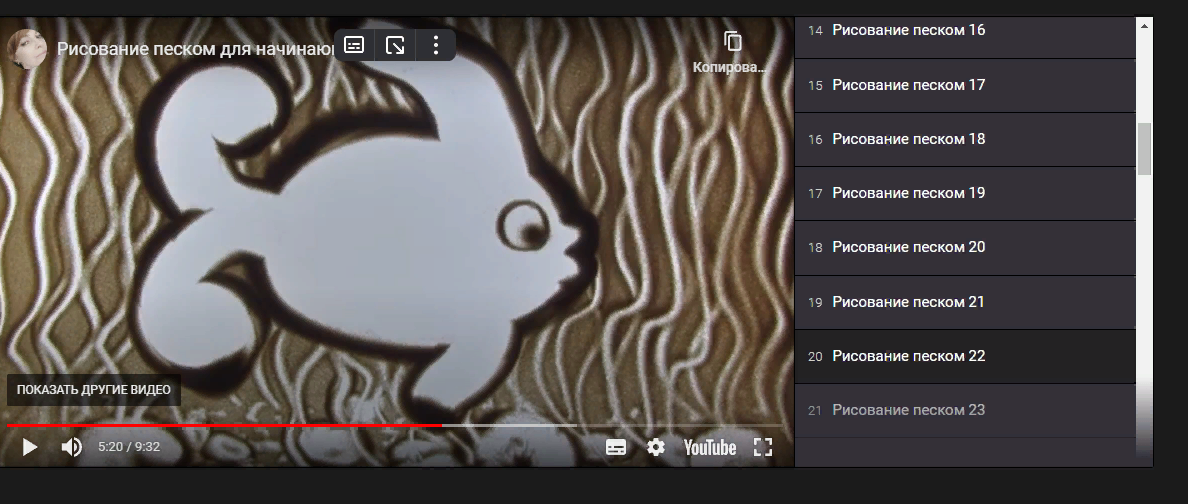 Рисование песком для начинаю
Копирова...
ПОКАЗАТЬ ДРУГИЕ ВИДЕО
5:20 / 9:32
YouTube
14 Рисование песком 16
15 Рисование песком 17
16 Рисование песком 18
17 Рисование песком 19
18 Рисование песком 20
19 Рисование песком 21
20 Рисование песком 22
21 Рисование песком 23